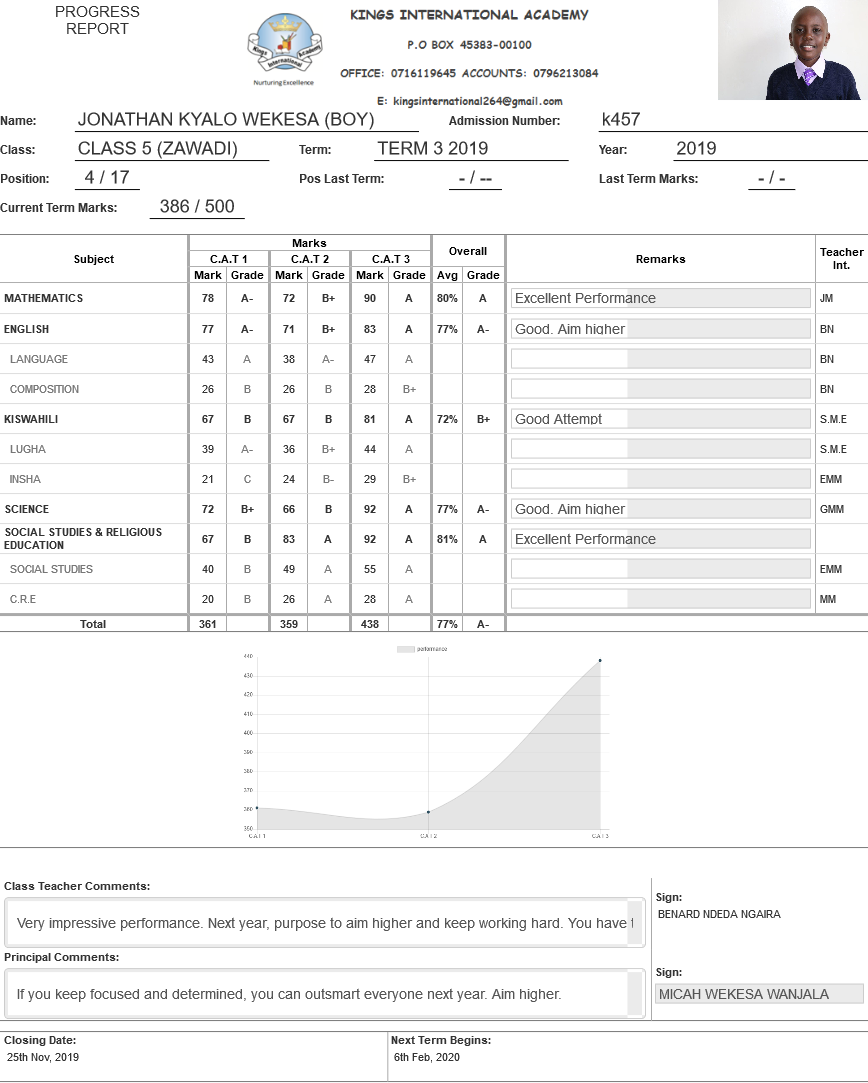 PROGRESS
REPORT
KINGS INTERNATIONAL ACADEMY
P.O BOX 45383-00100
OFFICE: 0716119645 ACCOUNTS: 0796213084
E: kingsinternational264@gmail.com
Kings Academy
International
Nurturing Excellence
Name: JONATHAN KYALO WEKESA (BOY) Admission Number: k457
Class: CLASS 5 (ZAWADI) Term: TERM 3 2019 Year: 2019
Position: 4 / 17 Pos Last Term: - / -- Last Term Marks: - / -
Current Term Marks: 386 / 500
Subject Marks Overall Remarks Teacher Int.
C.A.T 1 C.A.T 2 C.A.T 3
Mark Grade Mark Grade Mark Grade Avg Grade
MATHEMATICS 78 A- 72 B+ 90 A 80% A Excellent Performance JM
ENGLISH 77 A- 71 B+ 83 A 77% A- Good. Aim higher BN
LANGUAGE 43 A 38 A- 47 A BN
COMPOSITION 26 B 26 B 28 B+ BN
KISWAHILI 67 B 67 B 81 A 72% B+ Good Attempt S.M.E
LUGHA 39 A- 36 B+ 44 A S.M.E
INSHA 21 C 24 B- 29 B+ EMM
SCIENCE 72 B+ 66 B 92 A 77% A- Good. Aim higher GMM
SOCIAL STUDIES & RELIGIOUS
EDUCATION 67 B 83 A 92 A 81% A Excellent Performance
SOCIAL STUDIES 40 B 49 A 55 A EMM
C.R.E 20 B 26 A 28 A MM
Total 361 359 438 77% A-
performance
440
430
420
410
400
390
380
370
360
350
C.A.T 1 C.A.T 2 C.A.T 3
Class Teacher Comments:
Very impressive performance. Next year, purpose to aim higher and keep working hard. You have
Sign:
BENARD NDEDA NGAIRA
Principal Comments:
If you keep focused and determined, you can outsmart everyone next year. Aim higher.
Sign:
MICAH WEKESA WANJALA
Closing Date: Next Term Begins:
25th Nov, 2019 6th Feb, 2020